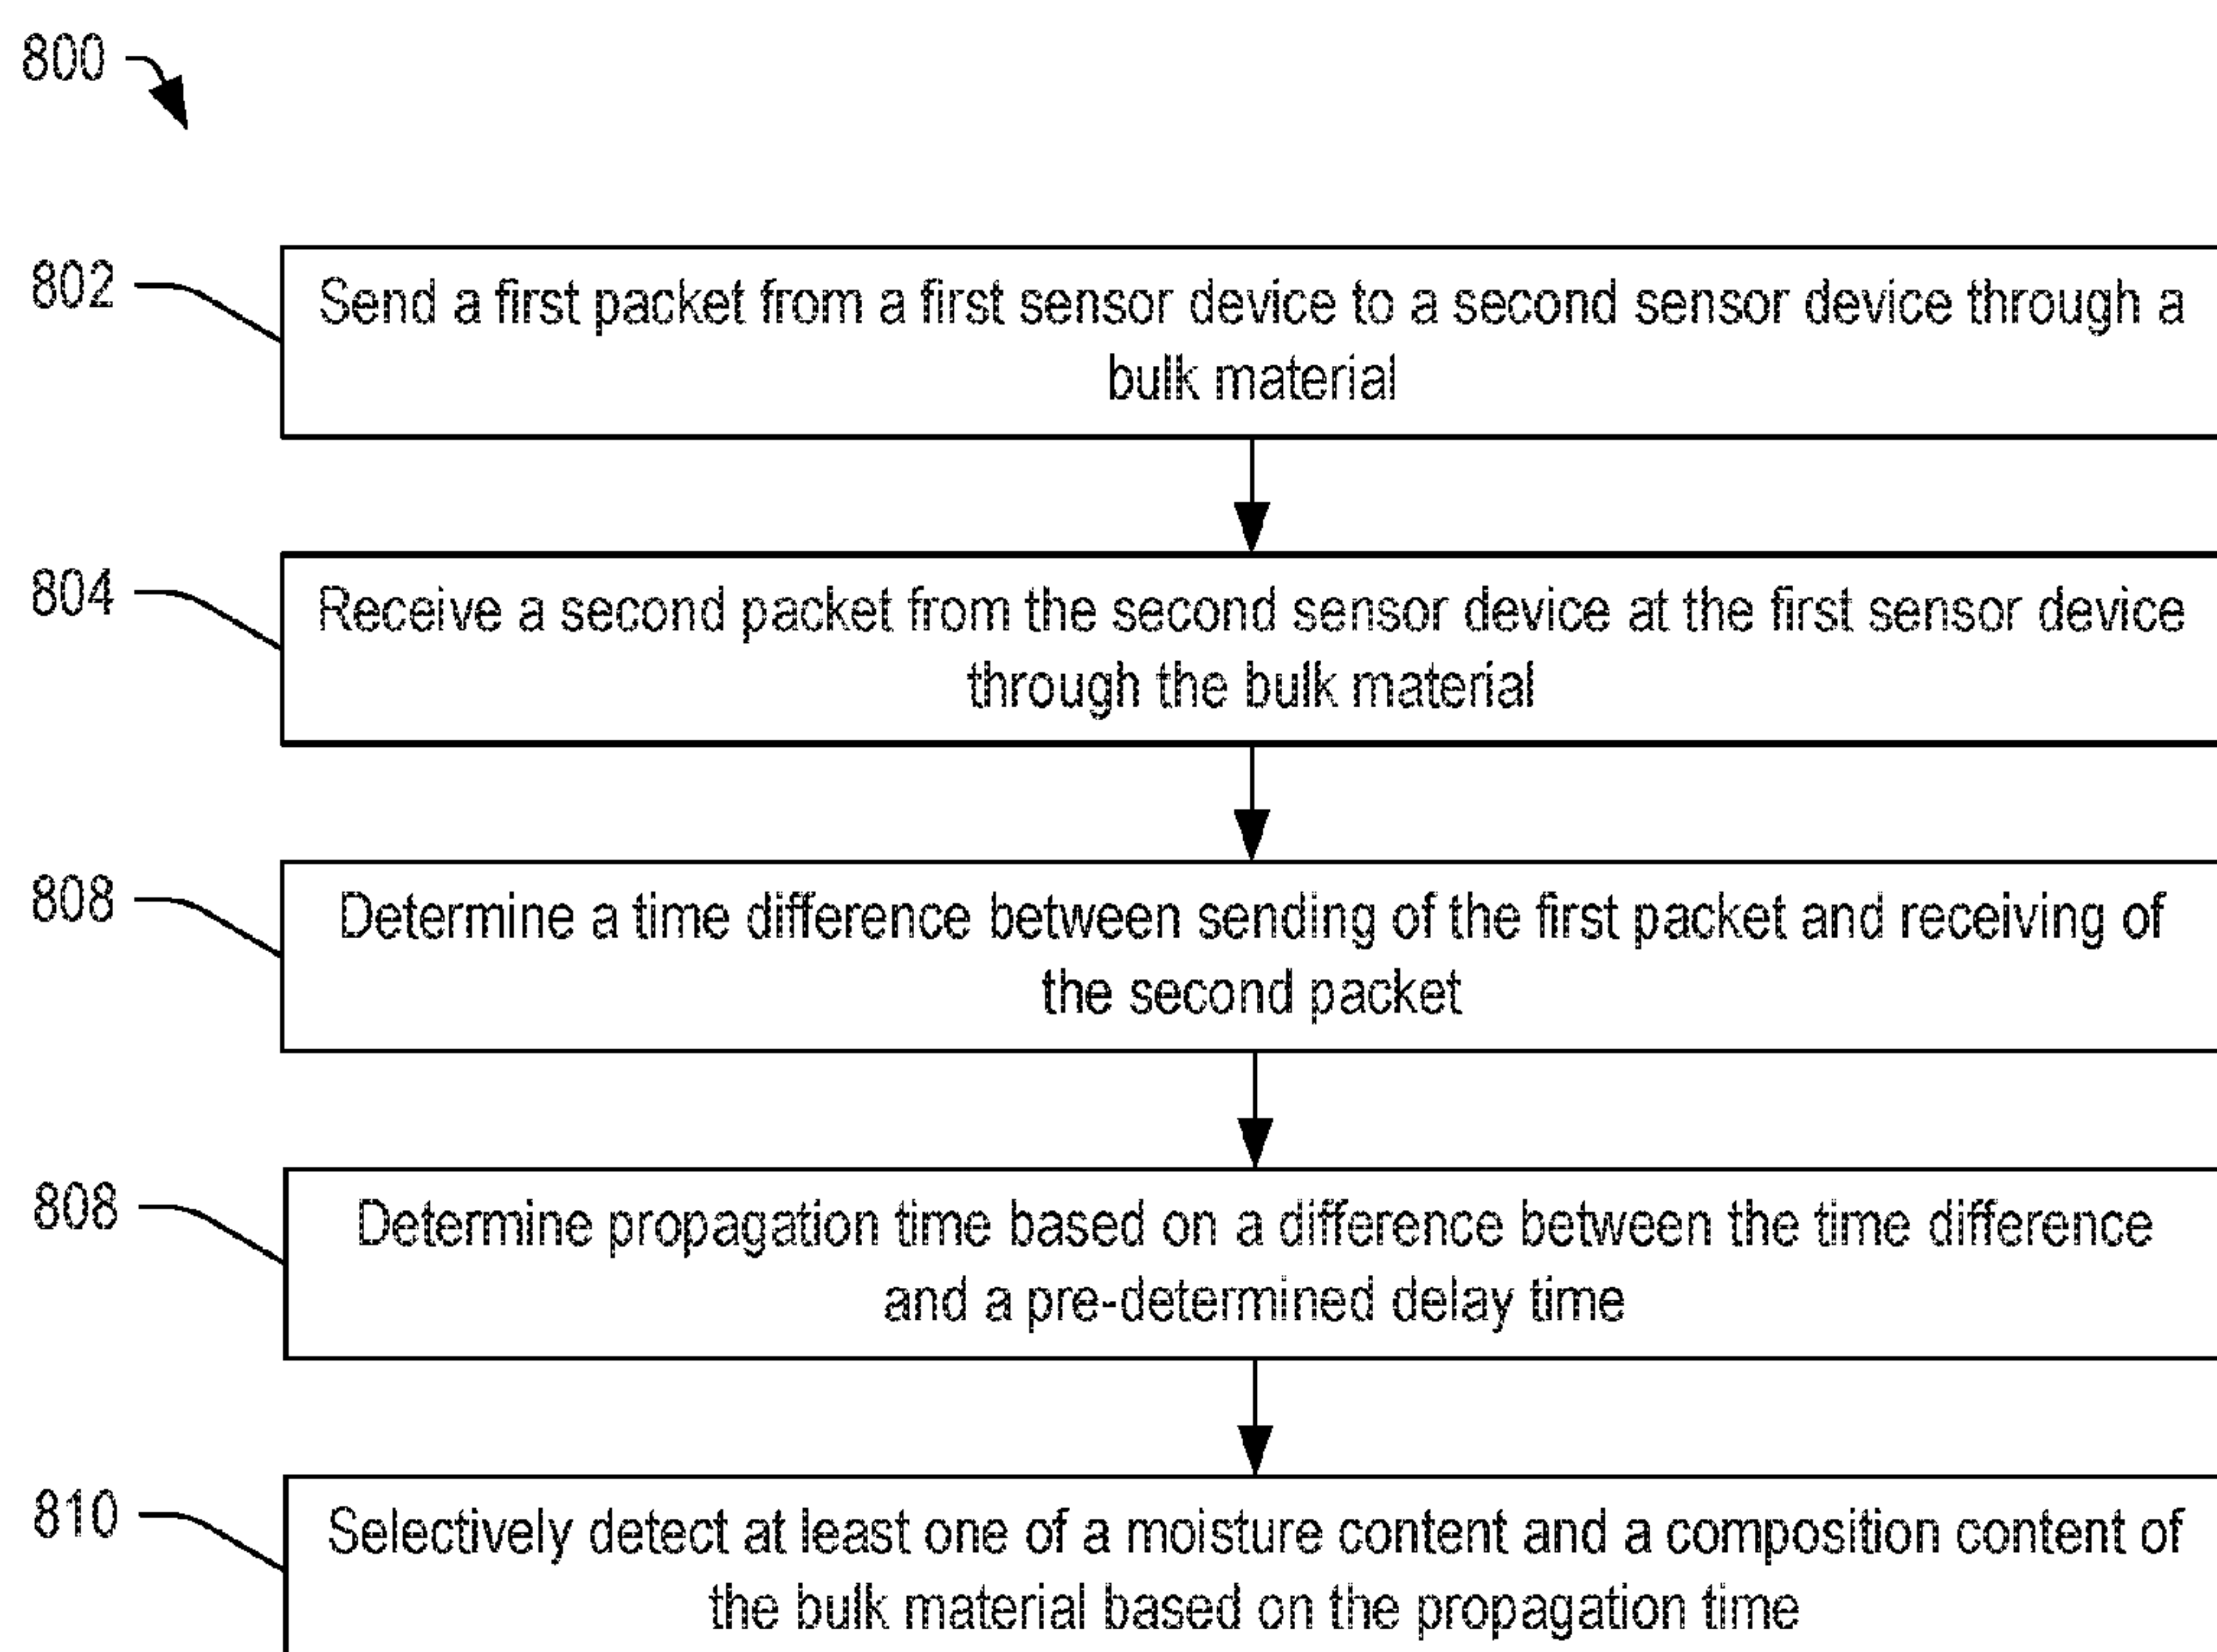 800
802
Send a first packet from a first sensor device to a second sensor device through a
bulk material
804
Receive a second packet from the second sensor device at the first sensor device
through the bulk material
808
Determine a time difference between sending of the first packet and receiving of
the second packet
808
Determine propagation time based on a difference between the time difference
and a pre-determined delay time
810
Selectively detect at least one of a moisture content and a composition content of
the bulk material based on the propagation time